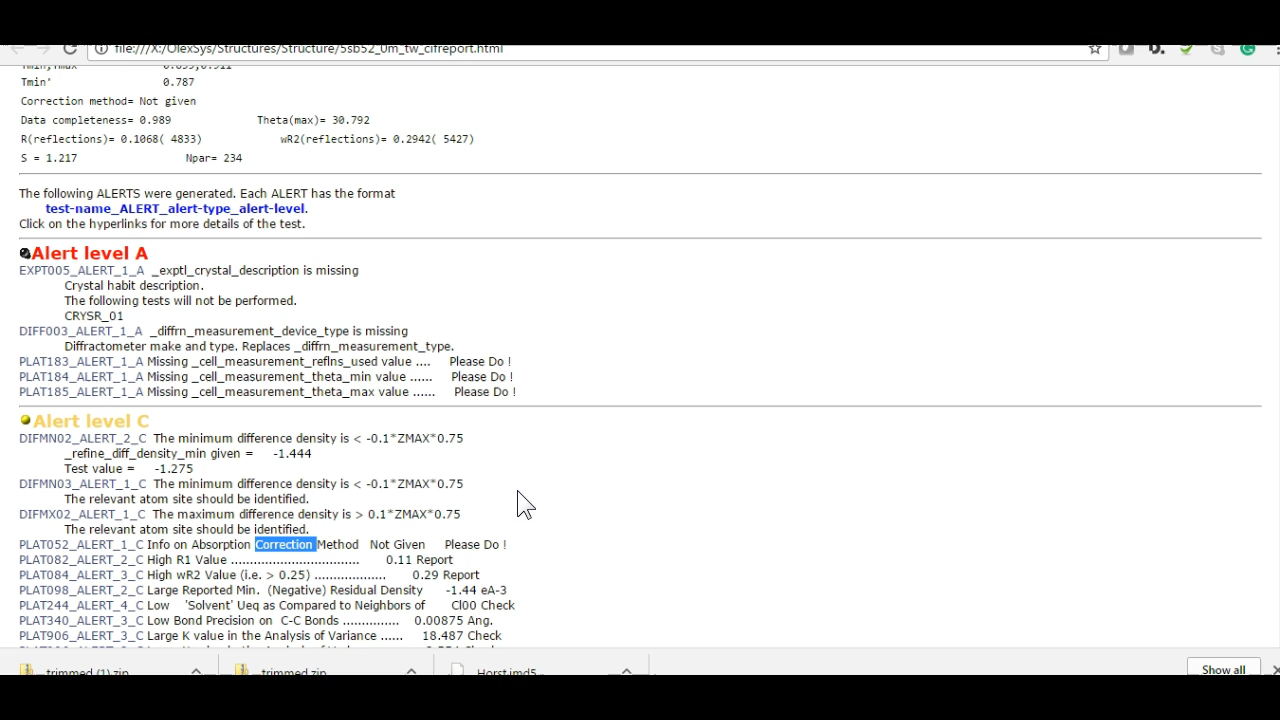 file:///X:/OlexSys/Structures/Structure/5sb52_0m_tw_cifreport.html
Tmin' 0.787
Correction method= Not given
Data completeness= 0.989 Theta(max)= 30.792
R(reflections)= 0.1068( 4833) wR2(reflections)= 0.2942( 5427)
S = 1.217 Npar= 234
The following ALERTS were generated. Each ALERT has the format
test-name_ALERT_alert-type_alert-level.
Click on the hyperlinks for more details of the test.
Alert level A
EXPT005_ALERT_1_A _exptl_crystal_description is missing
Crystal habit description.
The following tests will not be performed.
CRYSR_01
DIFF003_ALERT_1_A _diffrn_measurement_device_type is missing
Diffractometer make and type. Replaces _diffrn_measurement_type.
PLAT183_ALERT_1_A Missing _cell_measurement_reflns_used value .... Please Do !
PLAT184_ALERT_1_A Missing _cell_measurement_theta_min value ...... Please Do !
PLAT185_ALERT_1_A Missing _cell_measurement_theta_max value ...... Please Do !
Alert level C
DIFMN02_ALERT_2_C The minimum difference density is < -0.1*ZMAX*0.75
_refine_diff_density_min given = -1.444
Test value = -1.275
DIFMN03_ALERT_1_C The minimum difference density is < -0.1*ZMAX*0.75
The relevant atom site should be identified.
DIFMX02_ALERT_1_C The maximum difference density is > 0.1*ZMAX*0.75
The relevant atom site should be identified.
PLAT052_ALERT_1_C Info on Absorption Correction Method Not Given Please Do !
PLAT082_ALERT_2_C High R1 Value .................................. 0.11 Report
PLAT084_ALERT_3_C High wR2 Value (i.e. > 0.25) ................... 0.29 Report
PLAT098_ALERT_2_C Large Reported Min. (Negative) Residual Density -1.44 eA-3
PLAT244_ALERT_4_C Low 'Solvent' Ueq as Compared to Neighbors of Cl00 Check
PLAT340_ALERT_3_C Low Bond Precision on C-C Bonds ............... 0.00875 Ang.
PLAT906_ALERT_3_C Large K value in the Analysis of Variance ...... 18.487 Check
trimmed (1).zip trimmed.zip Horst.imd5 Show all